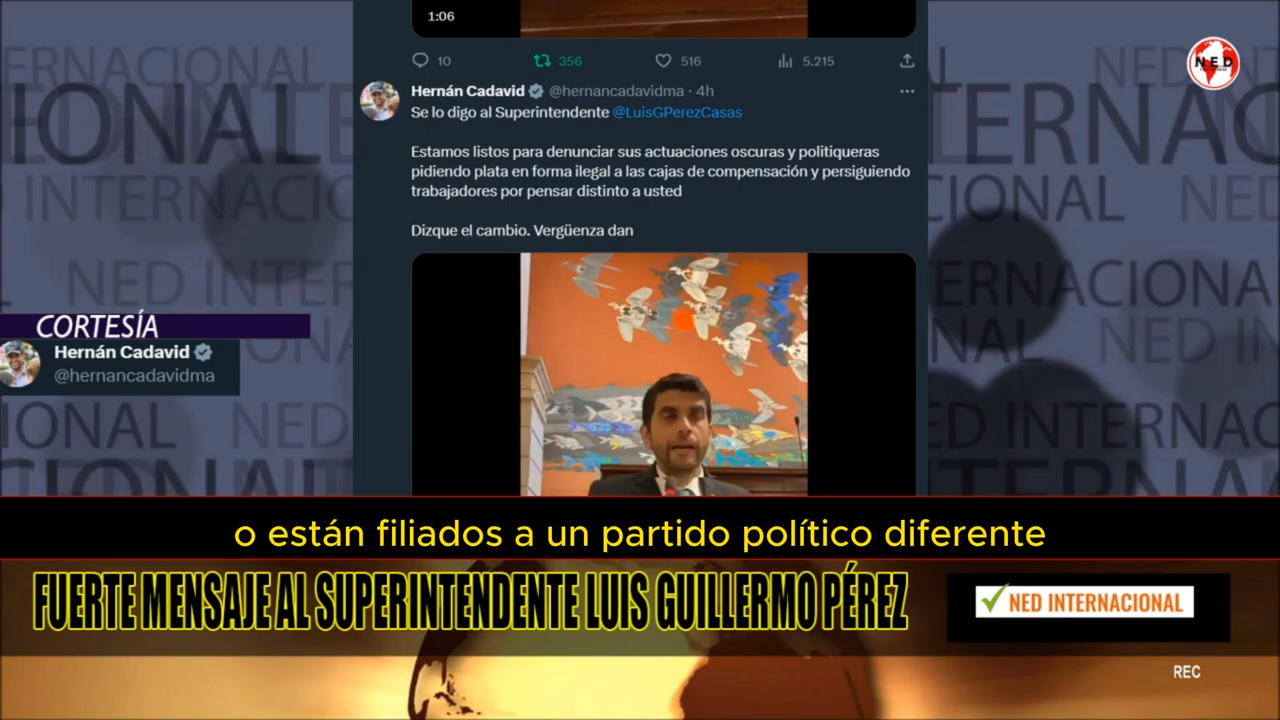 1:06
10 356 516 5.215
Hernán Cadavid @hernancadavidma · 4h
Se lo digo al Superintendente @LuisGPerezCasas
Estamos listos para denunciar sus actuaciones oscuras y politiqueras
pidiendo plata en forma ilegal a las cajas de compensación y persiguiendo
trabajadores por pensar distinto a usted
Dizque el cambio. Vergüenza dan
NED
CORTESÍA
Hernán Cadavid
@hernancadavidma
NED INTERNACIONAL
o están filiados a un partido político diferente
FUERTE MENSAJE AL SUPERINTENDENTE LUIS GUILLERMO PÉREZ
NED INTERNACIONAL
REC